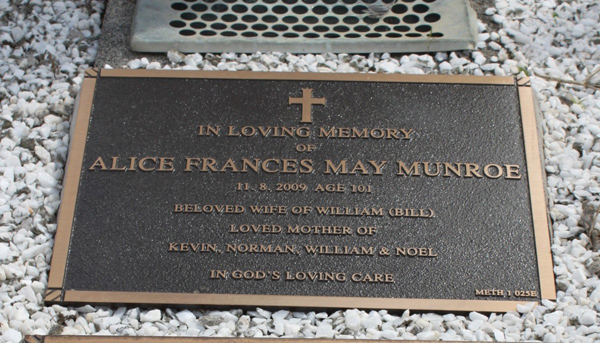 IN LOVING MEMORY
OF
ALICE FRANCES MAY MUNROE
11. 8. 2009 AGE 101
BELOVED WIFE OF WILLIAM (BILL),
LOVED MOTHER OF
KEVIN, NORMAN, WILLIAM & NOEL
IN GOD'S LOVING CARE
METH 1 025E